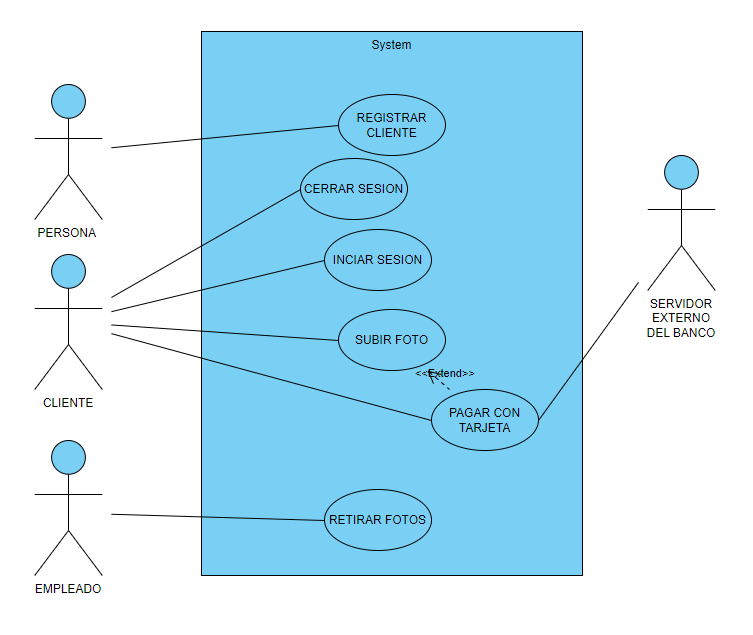 System
REGISTRAR
CLIENTE
CERRAR SESION
PERSONA
INCIAR SESION
SERVIDOR
EXTERNO
DEL BANCO
SUBIR FOTO
<<Extend>>
CLIENTE
PAGAR CON
TARJETA
RETIRAR FOTOS
EMPLEADO